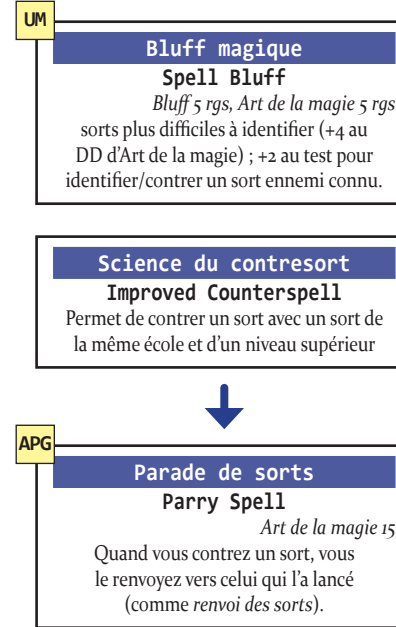 UM
Bluff magique
Spell Bluff
Bluff 5 rgs, Art de la magie 5 rgs
sorts plus difficiles à identifier (+4 au
DD d'Art de la magie) ; +2 au test pour
identifier/contrer un sort ennemi connu.
Science du contresort
Improved Counterspell
Permet de contrer un sort avec un sort de
la même école et d'un niveau supérieur
APG
Parade de sorts
Parry Spell
Art de la magie 15
Quand vous contrez un sort, vous
le renvoyez vers celui qui l'a lancé
(comme renvoi des sorts).